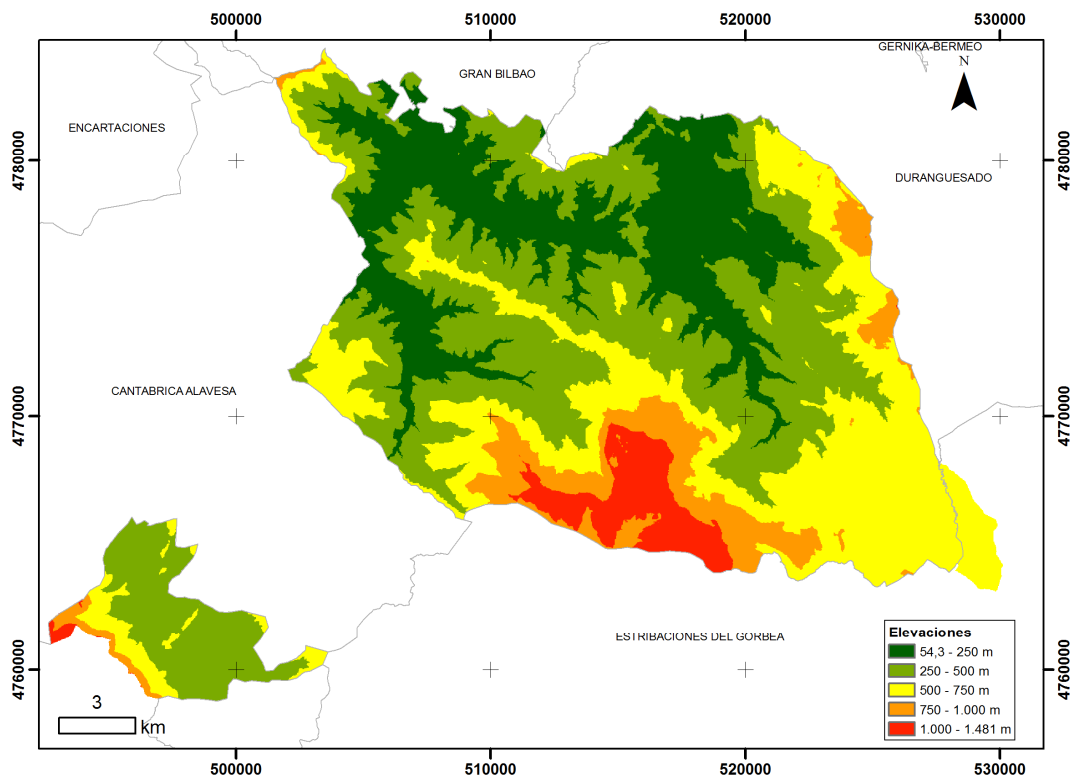 500000
510000
520000
530000
GERNIKA-BERMEO
GRAN BILBAO
N
ENCARTACIONES
4780000
4780000
DURANGUESADO
CANTABRICA ALAVESA
4770000
4770000
ESTRIBACIONES DEL GORBEA
Elevaciones
54,3 - 250 m
250 - 500 m
500 - 750 m
750 - 1.000 m
1.000 - 1.481 m
4760000
4760000
3
km
500000
510000
520000
530000